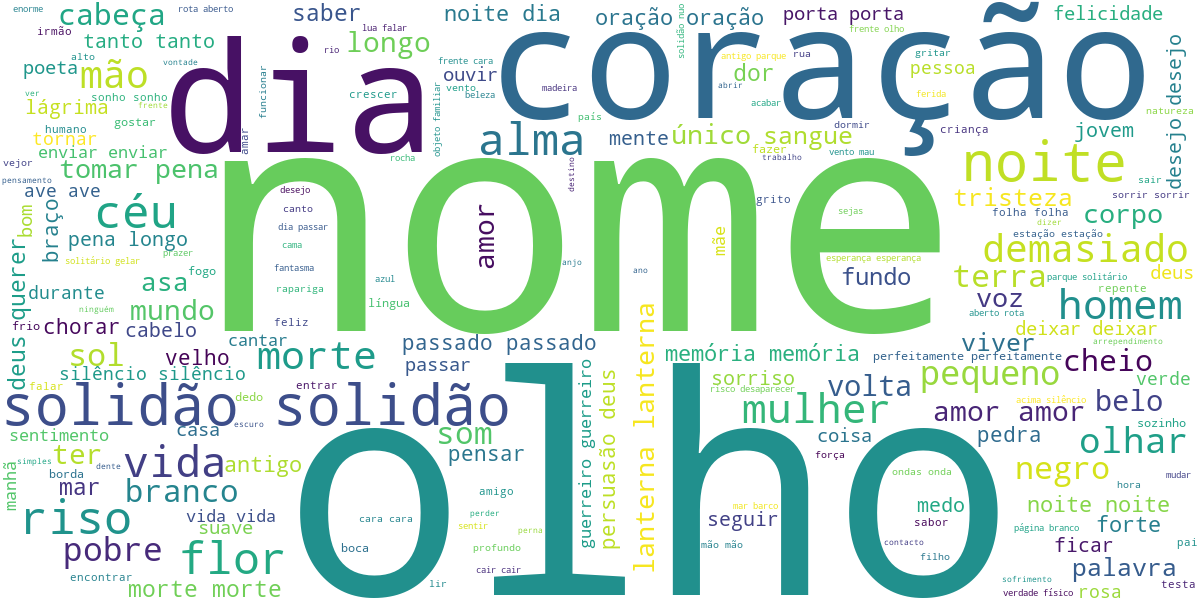 enorme
rota aberto
saber
lua falar
noite dia
oração oração
porta porta
felicidade
cabeça
irmão
tanto tanto
dia
rio
longo
coração
solidão nuo
frente olho
gritar
desejo desejo
poeta
alto
vontade
mão
ouvir
frente cara
antigo parque
rua
dor
abrir
pessoa
ver
sonho sonho
funcionar
crescer
vento
beleza
madeira
acabar
ferida
lágrima
frente
gostar
humano
tornar
amar
objeto familiar
alma
país
mente
único
sangue
dormir
criança
natureza
jovem
enviar enviar
vejor
tomar pena
rocha
fazer
trabalho
vento mau
noite
sair
pensamento
ave ave
desejo
destino
nome
tristeza
sorrir sorrir
céu
braço
bom
canto
grito
sejas
folha folha
corpo
dia passar
amor
mãe
dizer
estação estação
pena longo
prazer
cama
demasiado
solitário gelar
fantasma
anjo
esperança esperança
deus
asa
fogo
azul
ano
fundo
terra
parque solitário
durante
rapariga
língua
voz
repente
homem
deus querer
ninguém
mundo
aberto rota
frio
chorar
cabelo
feliz
deixar deixar
cantar
passado passado
viver
arrependimento
sol
velho
morte
passar
lanterna lanterna
memória memória
perfeitamente perfeitamente
cheio
silêncio silêncio
guerreiro guerreiro
persuasão deus
sorriso
pequeno
verde
falar
entrar
risco desaparecer
volta
solidão solidão
dedo
olho
mulher
amor amor
acima silêncio
belo
escuro
casa
sentimento
som
coisa
pedra
sozinho
olhar
ter
vida
antigo
pensar
força
simples
dente
borda
manhã
mar
branco
amigo
ondas onda
negro
mudar
hora
riso
vida vida
perder
mar barco
medo
noite noite
suave
cara cara
sentir
perna
seguir
sabor
página branco
forte
pobre
flor
boca
profundo
mão mão
contacto
ficar
pai
encontrar
cair cair
filho
palavra
morte morte
lir
sofrimento
testa
verdade físico
rosa